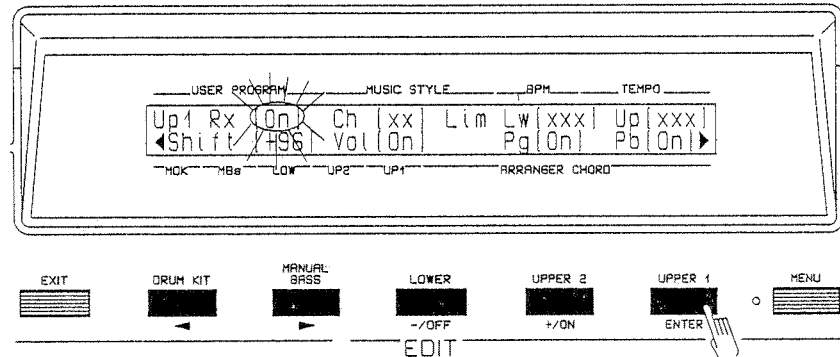 USER PROGRAM MUSIC STYLE BPM TEMPO
Up1 Rx [On] Ch [xx] Lim Lw[xxx] Up[xxx]
◀Shift [+96] Vol[On] Pg[On] Pb[On]▶
MDK MBs LOW UP2 UP1 ARRANGER CHORD
EXIT DRUM KIT MANUAL BASS LOWER UPPER 2 UPPER 1 MENU
◀ ▶ -/OFF +/ON ENTER
EDIT